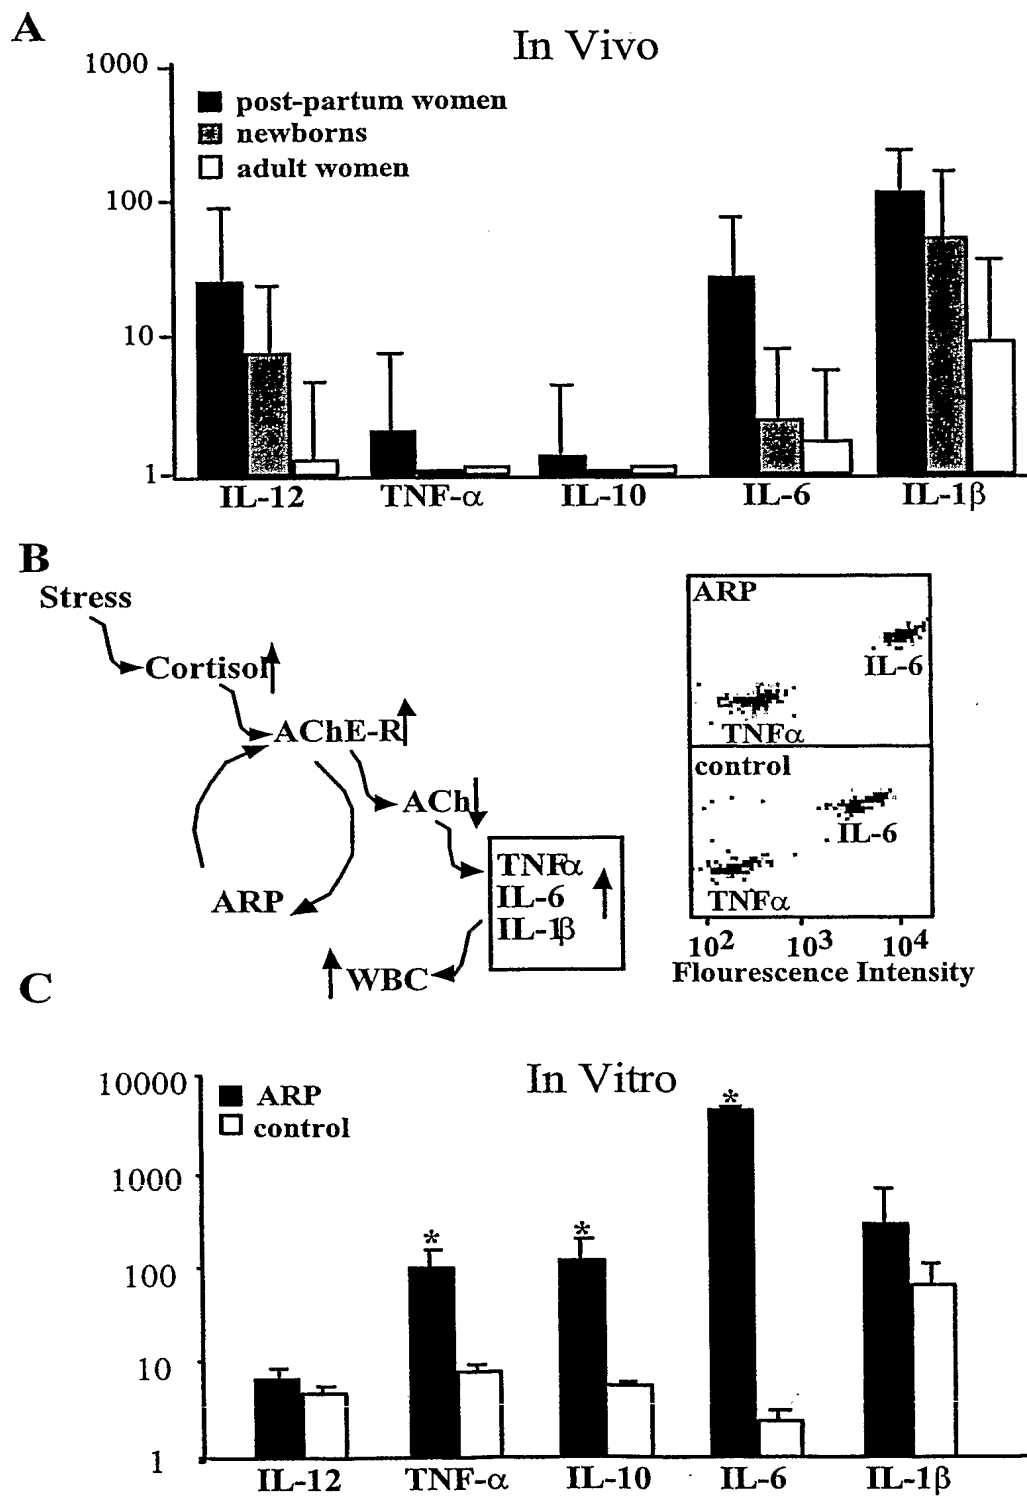 A
In Vivo
1000
100
10
1
post-partum women
newborns
adult women
IL-12 TNF-α IL-10 IL-6 IL-1β
B
Stress
Cortisol
AChE-R
ACh
ARP
TNFα
IL-6
IL-1β
WBC
ARP
IL-6
TNFα
control
IL-6
TNFα
10² 10³ 10⁴
Flourescence Intensity
C
In Vitro
10000
1000
100
10
1
ARP
control
* * *
IL-12 TNF-α IL-10 IL-6 IL-1β